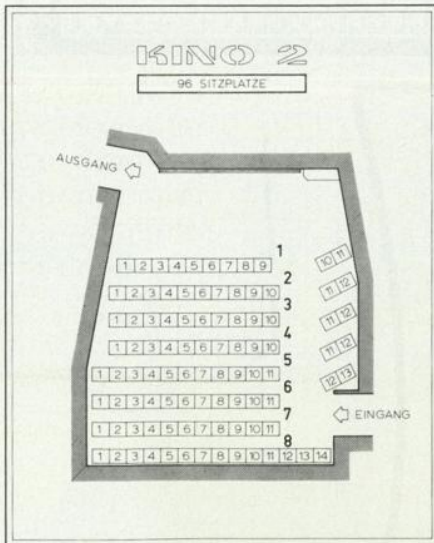 KINO 2
96 SITZPLATZE
AUSGANG
1
10 11
1 2 3 4 5 6 7 8 9
2
11 12
1 2 3 4 5 6 7 8 9 10
3
11 12
1 2 3 4 5 6 7 8 9 10
4
11 12
1 2 3 4 5 6 7 8 9 10
5
12 13
1 2 3 4 5 6 7 8 9 10 11
6
1 2 3 4 5 6 7 8 9 10 11
7
EINGANG
1 2 3 4 5 6 7 8 9 10 11
8
1 2 3 4 5 6 7 8 9 10 11 12 13 14